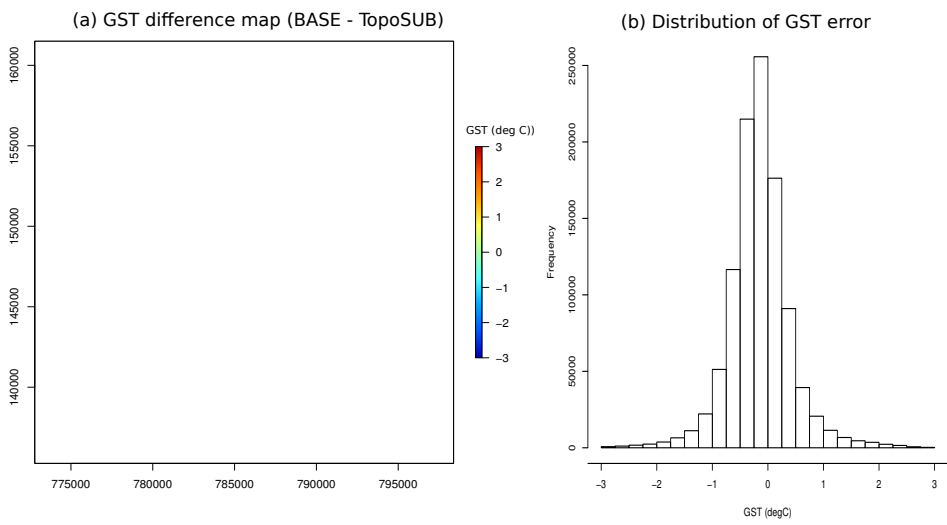 (a) GST difference map (BASE - TopoSUB)
160000
155000
150000
145000
140000
775000 780000 785000 790000 795000
GST (deg C))
3
2
1
0
−1
−2
−3
(b) Distribution of GST error
Frequency
250000
200000
150000
100000
50000
0
−3 −2 −1 0 1 2 3
GST (degC)